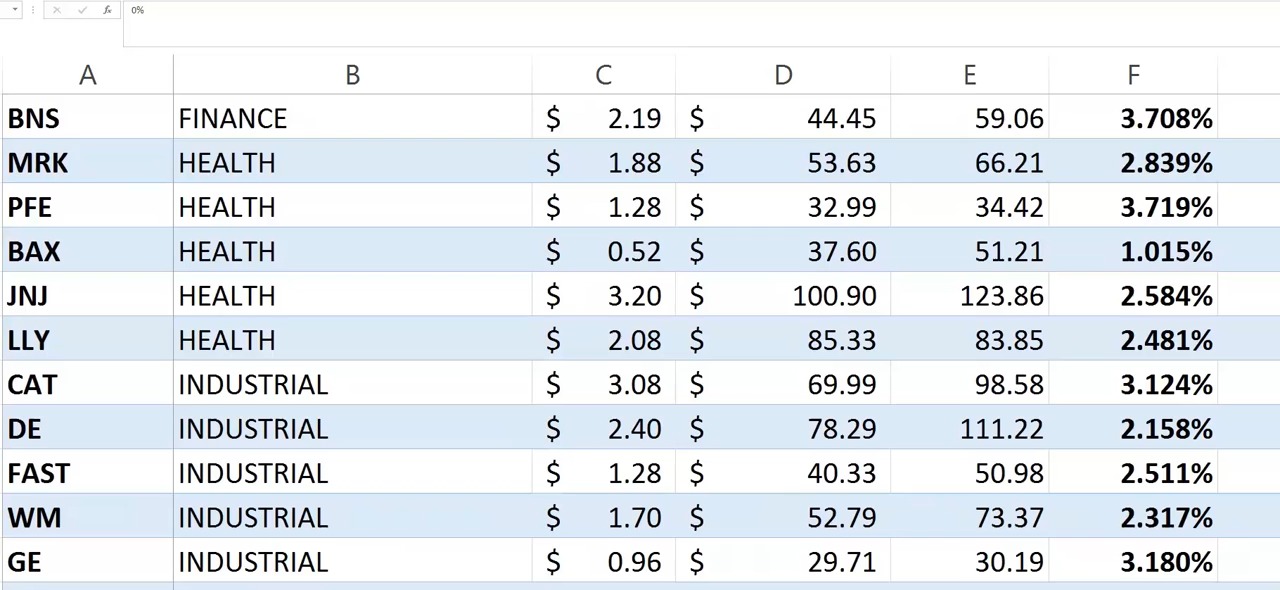 fx 0%
A B C D E F
BNS FINANCE $ 2.19 $ 44.45 59.06 3.708%
MRK HEALTH $ 1.88 $ 53.63 66.21 2.839%
PFE HEALTH $ 1.28 $ 32.99 34.42 3.719%
BAX HEALTH $ 0.52 $ 37.60 51.21 1.015%
JNJ HEALTH $ 3.20 $ 100.90 123.86 2.584%
LLY HEALTH $ 2.08 $ 85.33 83.85 2.481%
CAT INDUSTRIAL $ 3.08 $ 69.99 98.58 3.124%
DE INDUSTRIAL $ 2.40 $ 78.29 111.22 2.158%
FAST INDUSTRIAL $ 1.28 $ 40.33 50.98 2.511%
WM INDUSTRIAL $ 1.70 $ 52.79 73.37 2.317%
GE INDUSTRIAL $ 0.96 $ 29.71 30.19 3.180%